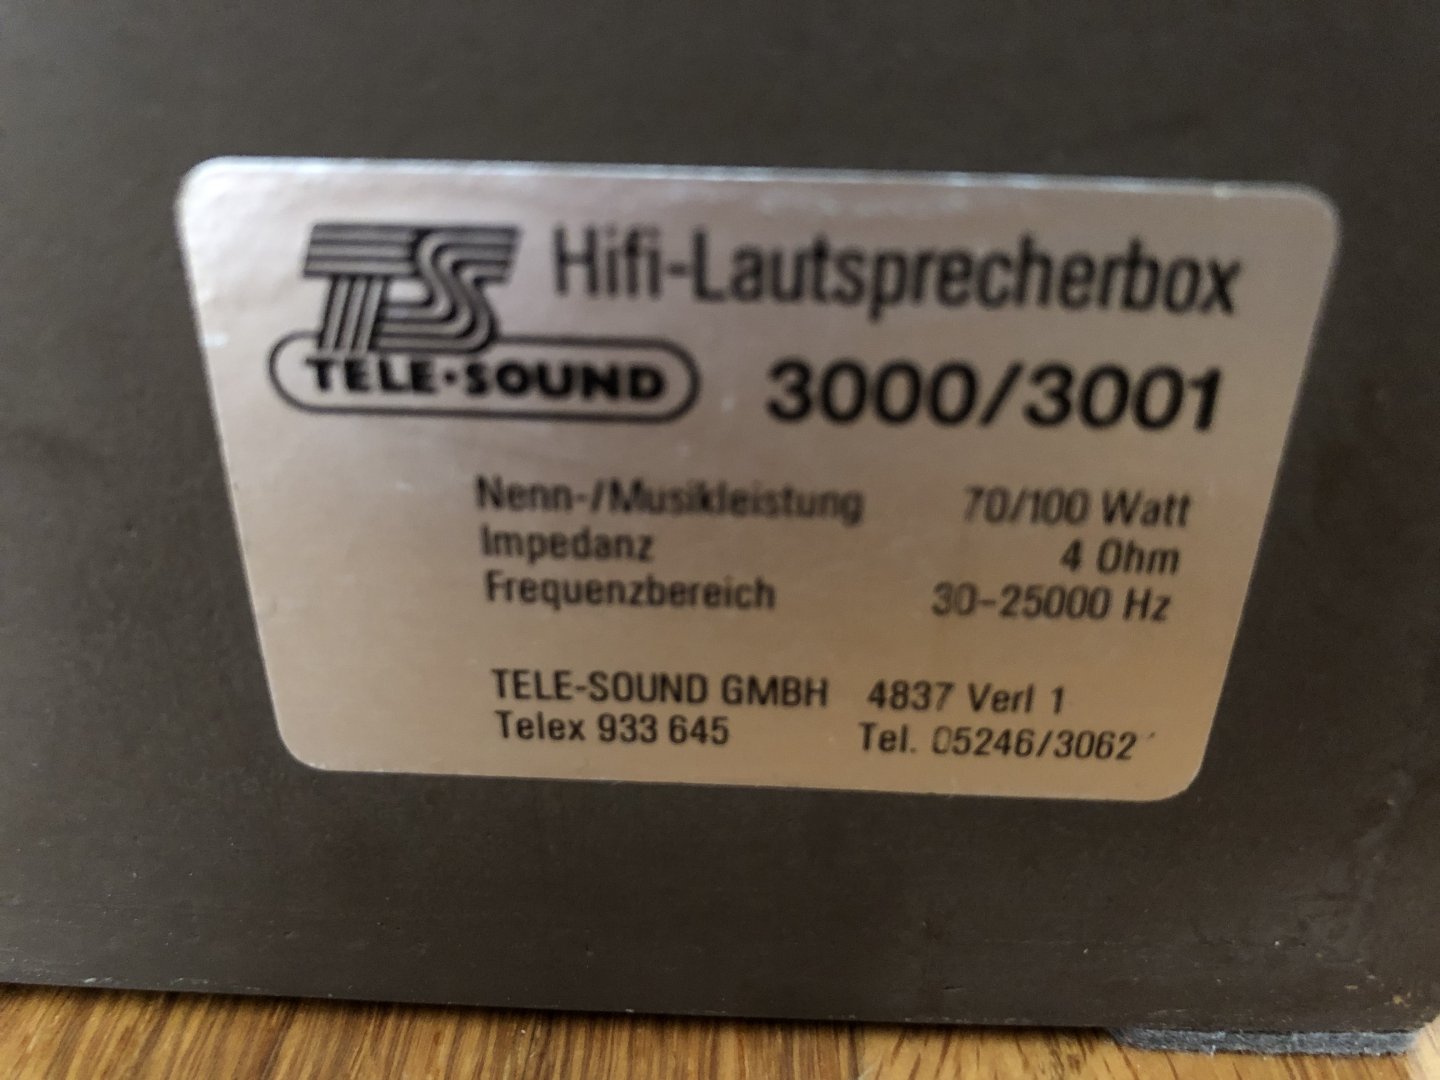 TS Hifi-Lautsprecherbox
TELE·SOUND 3000/3001
Nenn-/Musikleistung 70/100 Watt
Impedanz 4 Ohm
Frequenzbereich 30-25000 Hz
TELE-SOUND GMBH 4837 Verl 1
Telex 933 645 Tel. 05246/3062